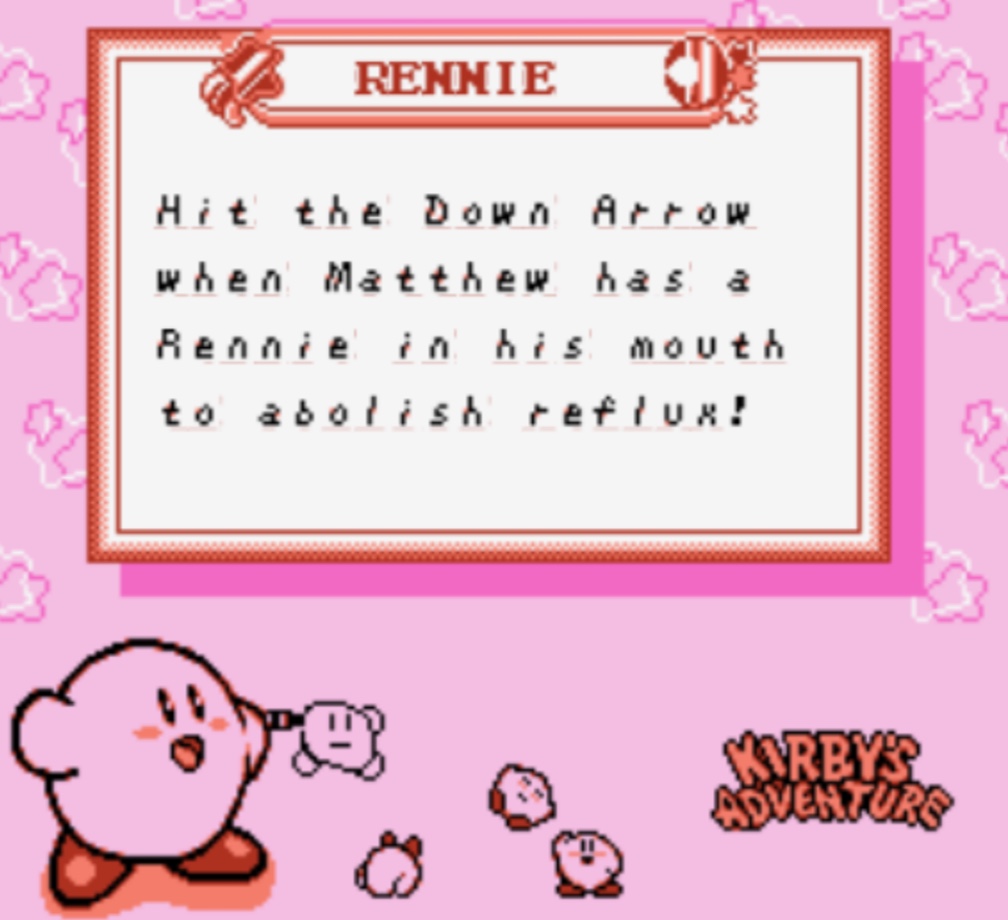 RENNIE
Hit the Down Arrow
when Matthew has a
Rennie in his mouth
to abolish reflux!
KIRBY'S
ADVENTURE